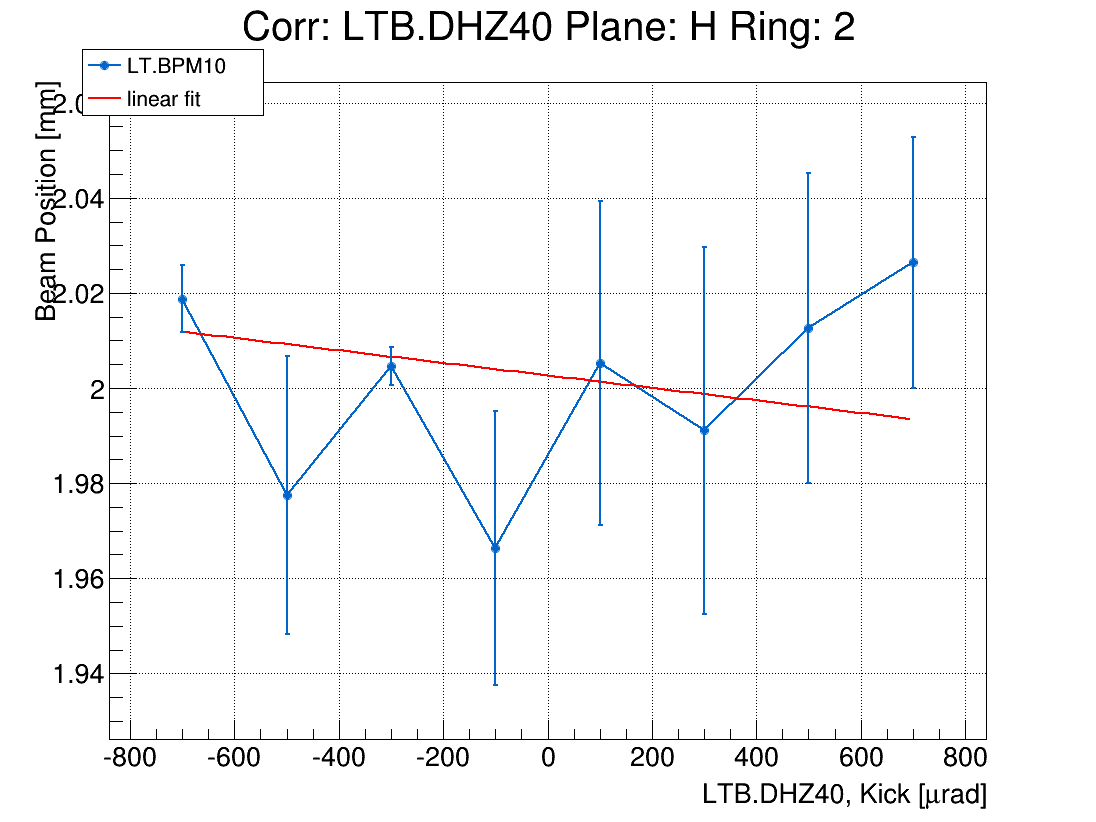 Corr: LTB.DHZ40 Plane: H Ring: 2
LT.BPM10
linear fit
Beam Position [mm]
2.04
2.02
2
1.98
1.96
1.94
-800 -600 -400 -200 0 200 400 600 800
LTB.DHZ40, Kick [μrad]